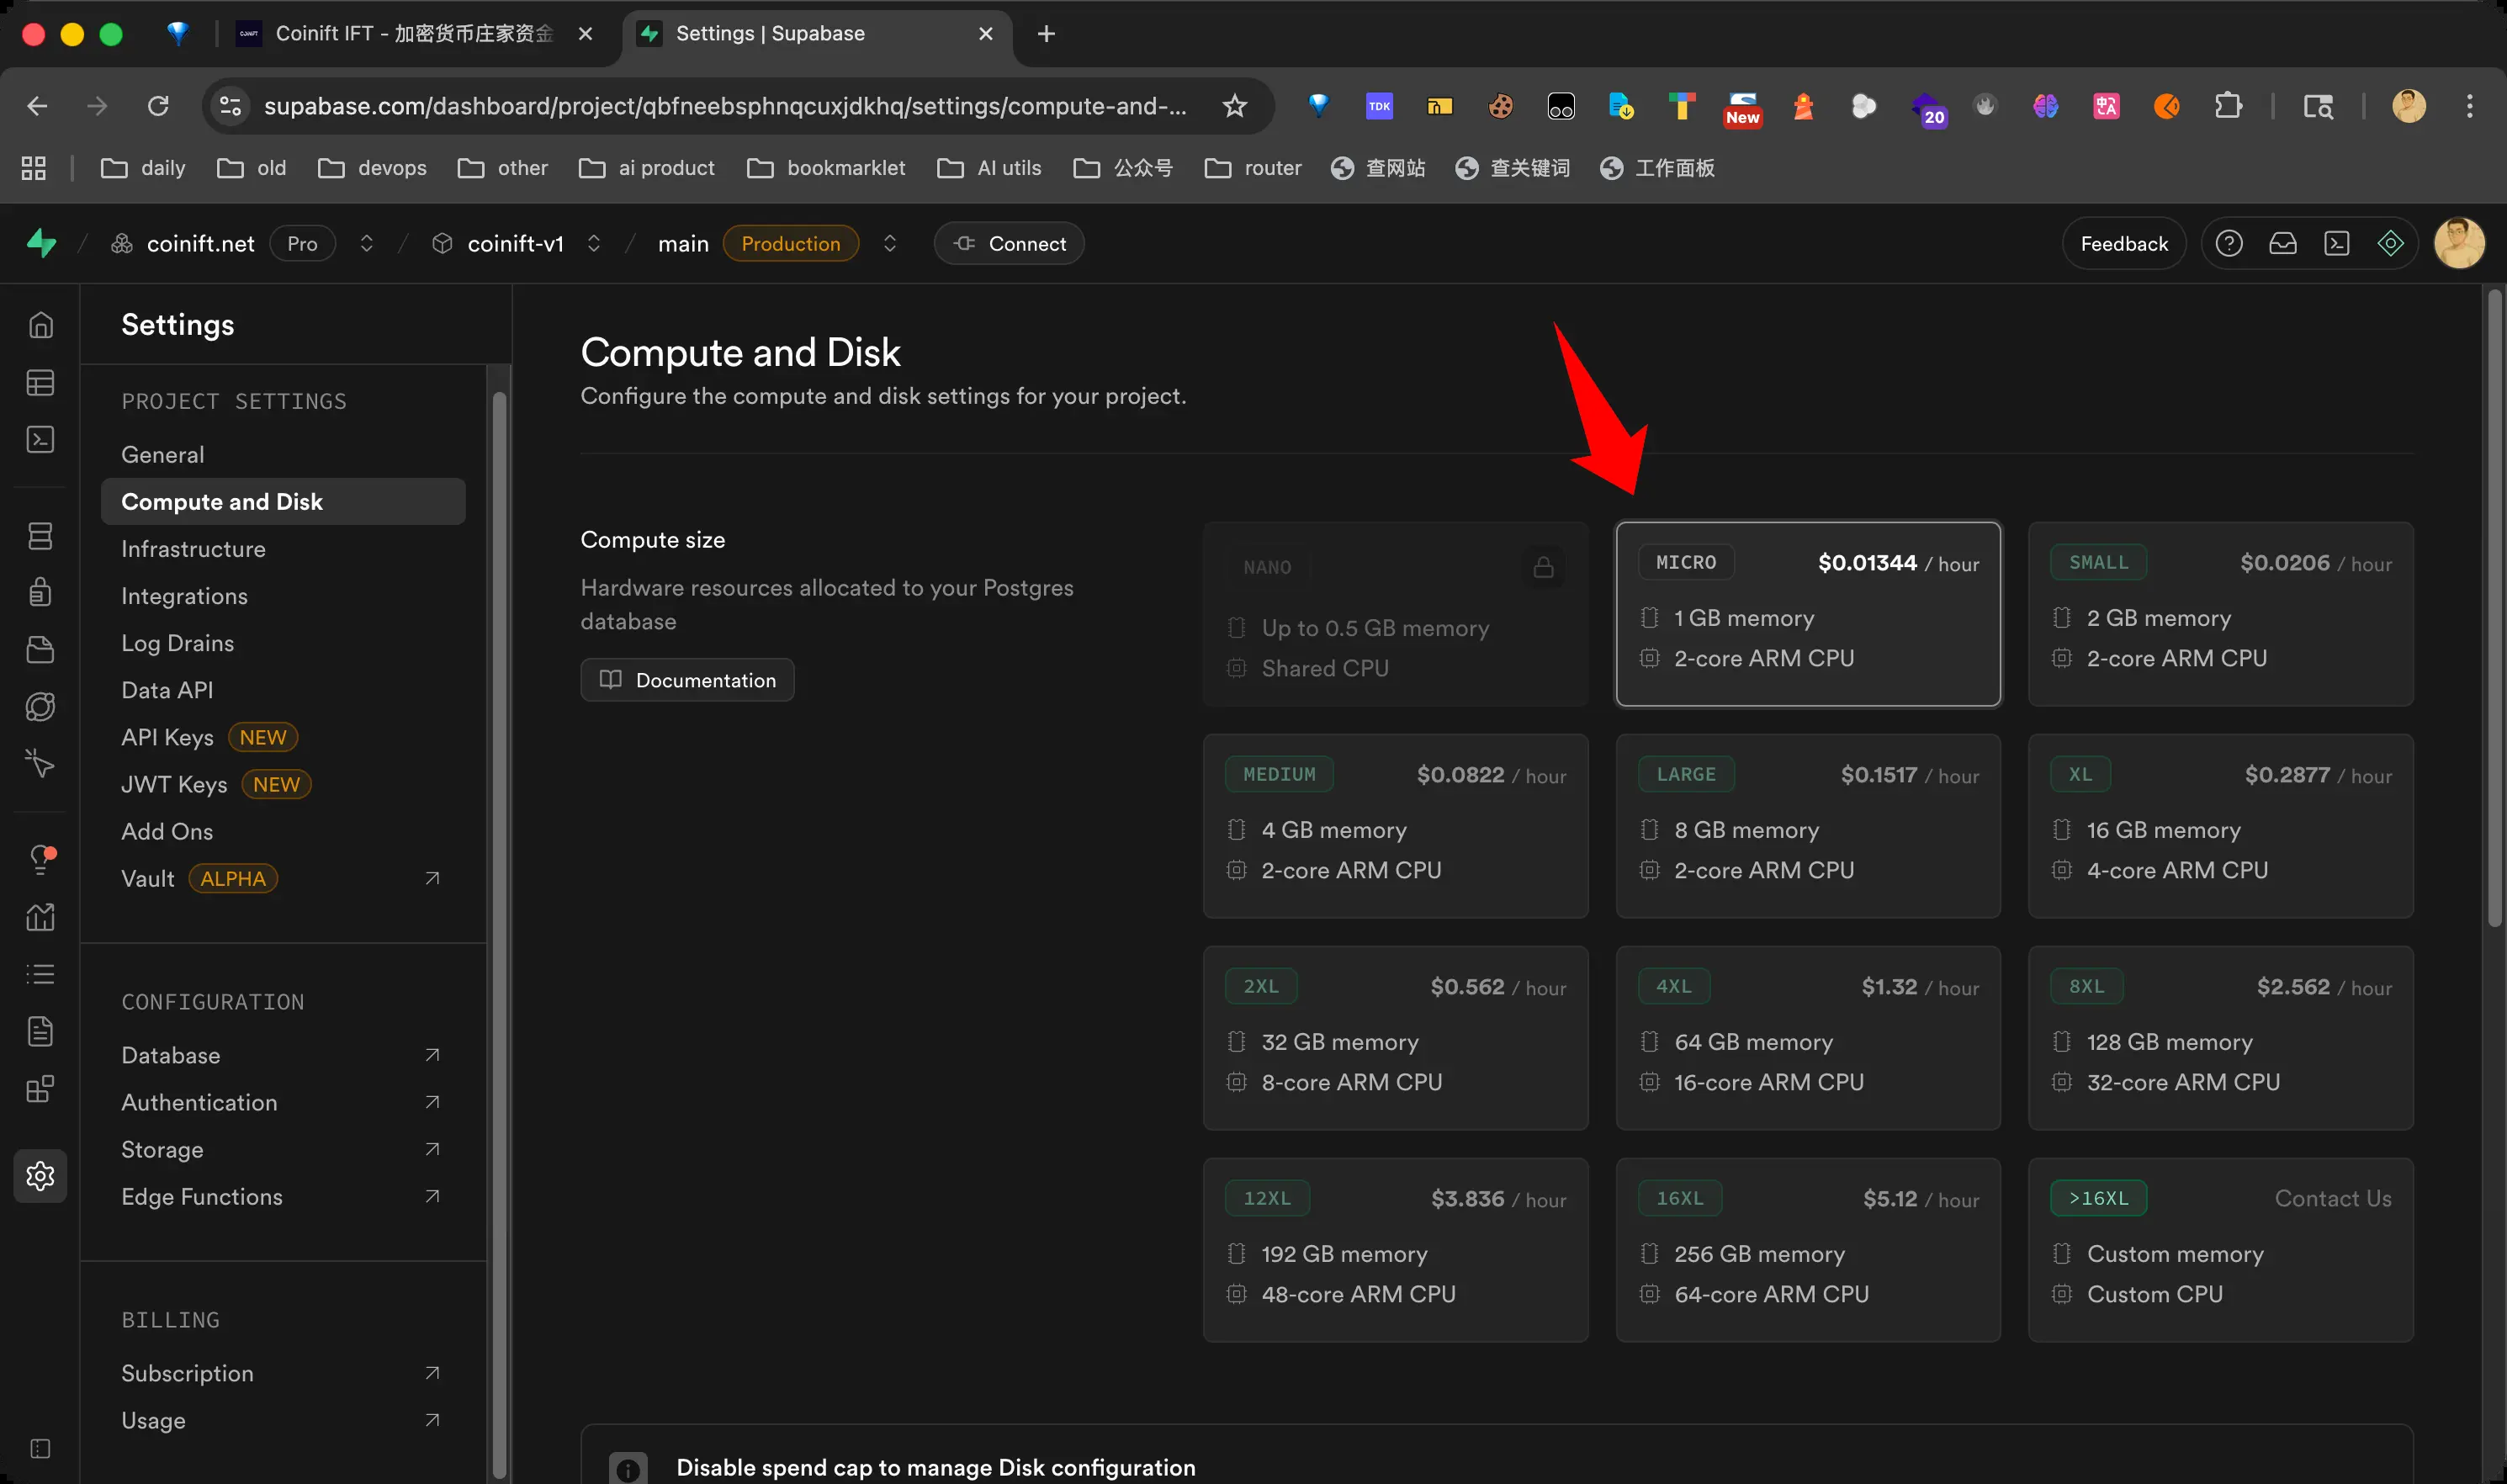 Coinift IFT - 加密货币庄家资金
Settings | Supabase
supabase.com/dashboard/project/qbfneebsphnqcuxjdkhq/settings/compute-and-...
TDK
New
20
daily
old
devops
other
ai product
bookmarklet
AI utils
公众号
router
查网站
查关键词
工作面板
coinift.net
Pro
coinift-v1
main
Production
Connect
Feedback
Settings
PROJECT SETTINGS
General
Compute and Disk
Infrastructure
Integrations
Log Drains
Data API
API Keys NEW
JWT Keys NEW
Add Ons
Vault ALPHA
CONFIGURATION
Database
Authentication
Storage
Edge Functions
BILLING
Subscription
Usage
Compute and Disk
Configure the compute and disk settings for your project.
Compute size
Hardware resources allocated to your Postgres
database
Documentation
NANO
Up to 0.5 GB memory
Shared CPU
MICRO $0.01344 / hour
1 GB memory
2-core ARM CPU
SMALL $0.0206 / hour
2 GB memory
2-core ARM CPU
MEDIUM $0.0822 / hour
4 GB memory
2-core ARM CPU
LARGE $0.1517 / hour
8 GB memory
2-core ARM CPU
XL $0.2877 / hour
16 GB memory
4-core ARM CPU
2XL $0.562 / hour
32 GB memory
8-core ARM CPU
4XL $1.32 / hour
64 GB memory
16-core ARM CPU
8XL $2.562 / hour
128 GB memory
32-core ARM CPU
12XL $3.836 / hour
192 GB memory
48-core ARM CPU
16XL $5.12 / hour
256 GB memory
64-core ARM CPU
>16XL Contact Us
Custom memory
Custom CPU
Disable spend cap to manage Disk configuration